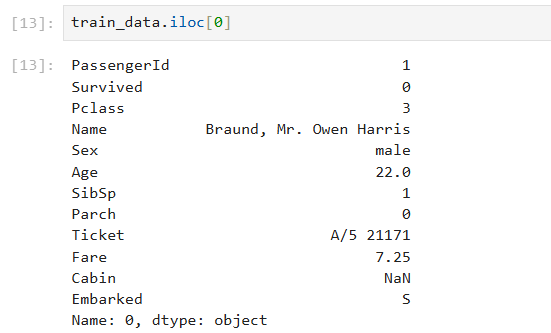 [13]: train_data.iloc[0]
[13]: PassengerId 1
Survived 0
Pclass 3
Name Braund, Mr. Owen Harris
Sex male
Age 22.0
SibSp 1
Parch 0
Ticket A/5 21171
Fare 7.25
Cabin NaN
Embarked S
Name: 0, dtype: object